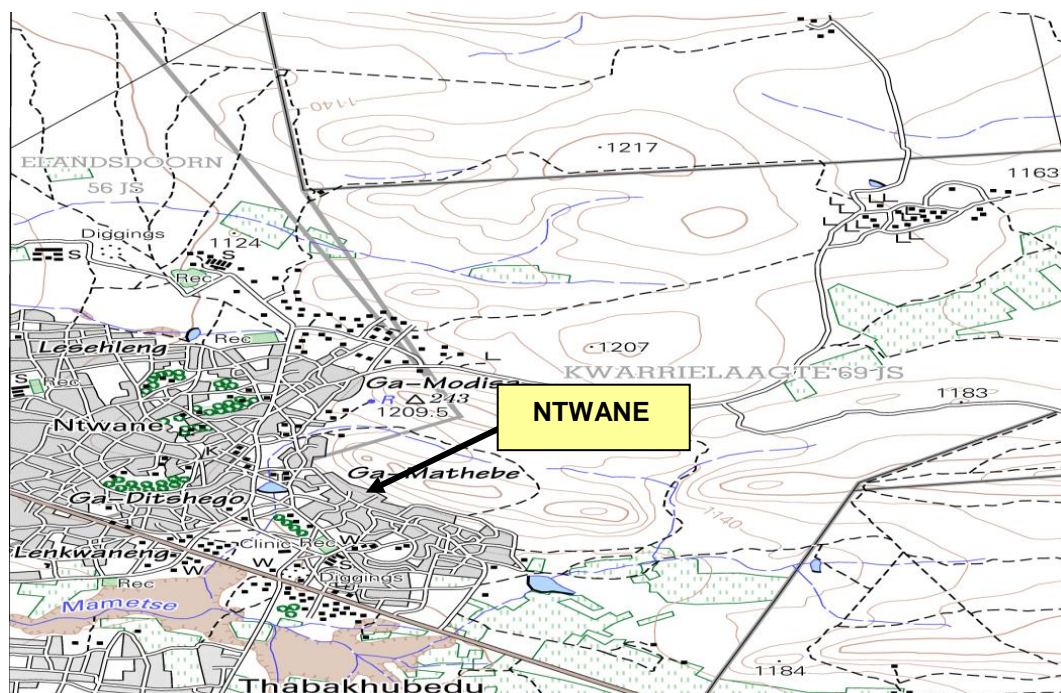 1140
1217
1163
ELANDSDOORN
56 JS
Diggings
S
1124
S
Rec
Rec
Lesehleng
S
Rec
Ga-Modisa
R 243
1209.5
1207
KWARRIELAAGTE 69 JS
1183
NTWANE
Ntwane
K
Ga-Mathebe
Ga-Ditshego
1140
Lenkwaneng
Clinic
Rec
W
W
W
S
Diggings
Rec
Mametse
1184
Thabakhubedu